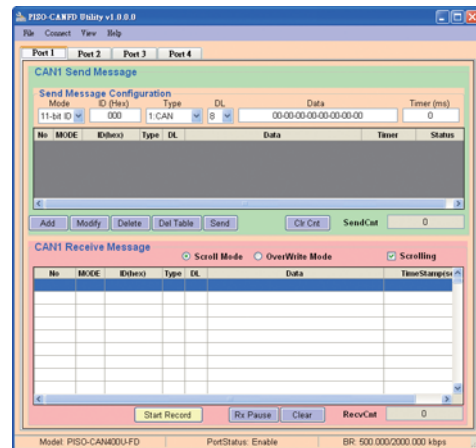 PISO-CANFD Utility v1.0.0.0
File Connect View Help
Port 1 Port 2 Port 3 Port 4
CAN1 Send Message
Send Message Configuration
Mode ID (Hex) Type DL Data Timer (ms)
11-bit ID 000 1:CAN 8 00-00-00-00-00-00-00-00 0
No MODE ID(hex) Type DL Data Timer Status
Add Modify Delete Del Table Send Clr Cnt SendCnt 0
CAN1 Receive Message
Scroll Mode OverWrite Mode Scrolling
No MODE ID(hex) Type DL Data TimeStamp(se
Start Record Rx Pause Clear RecvCnt 0
Model: PISO-CAN400U-FD PortStatus: Enable BR: 500.000/2000.000 kbps